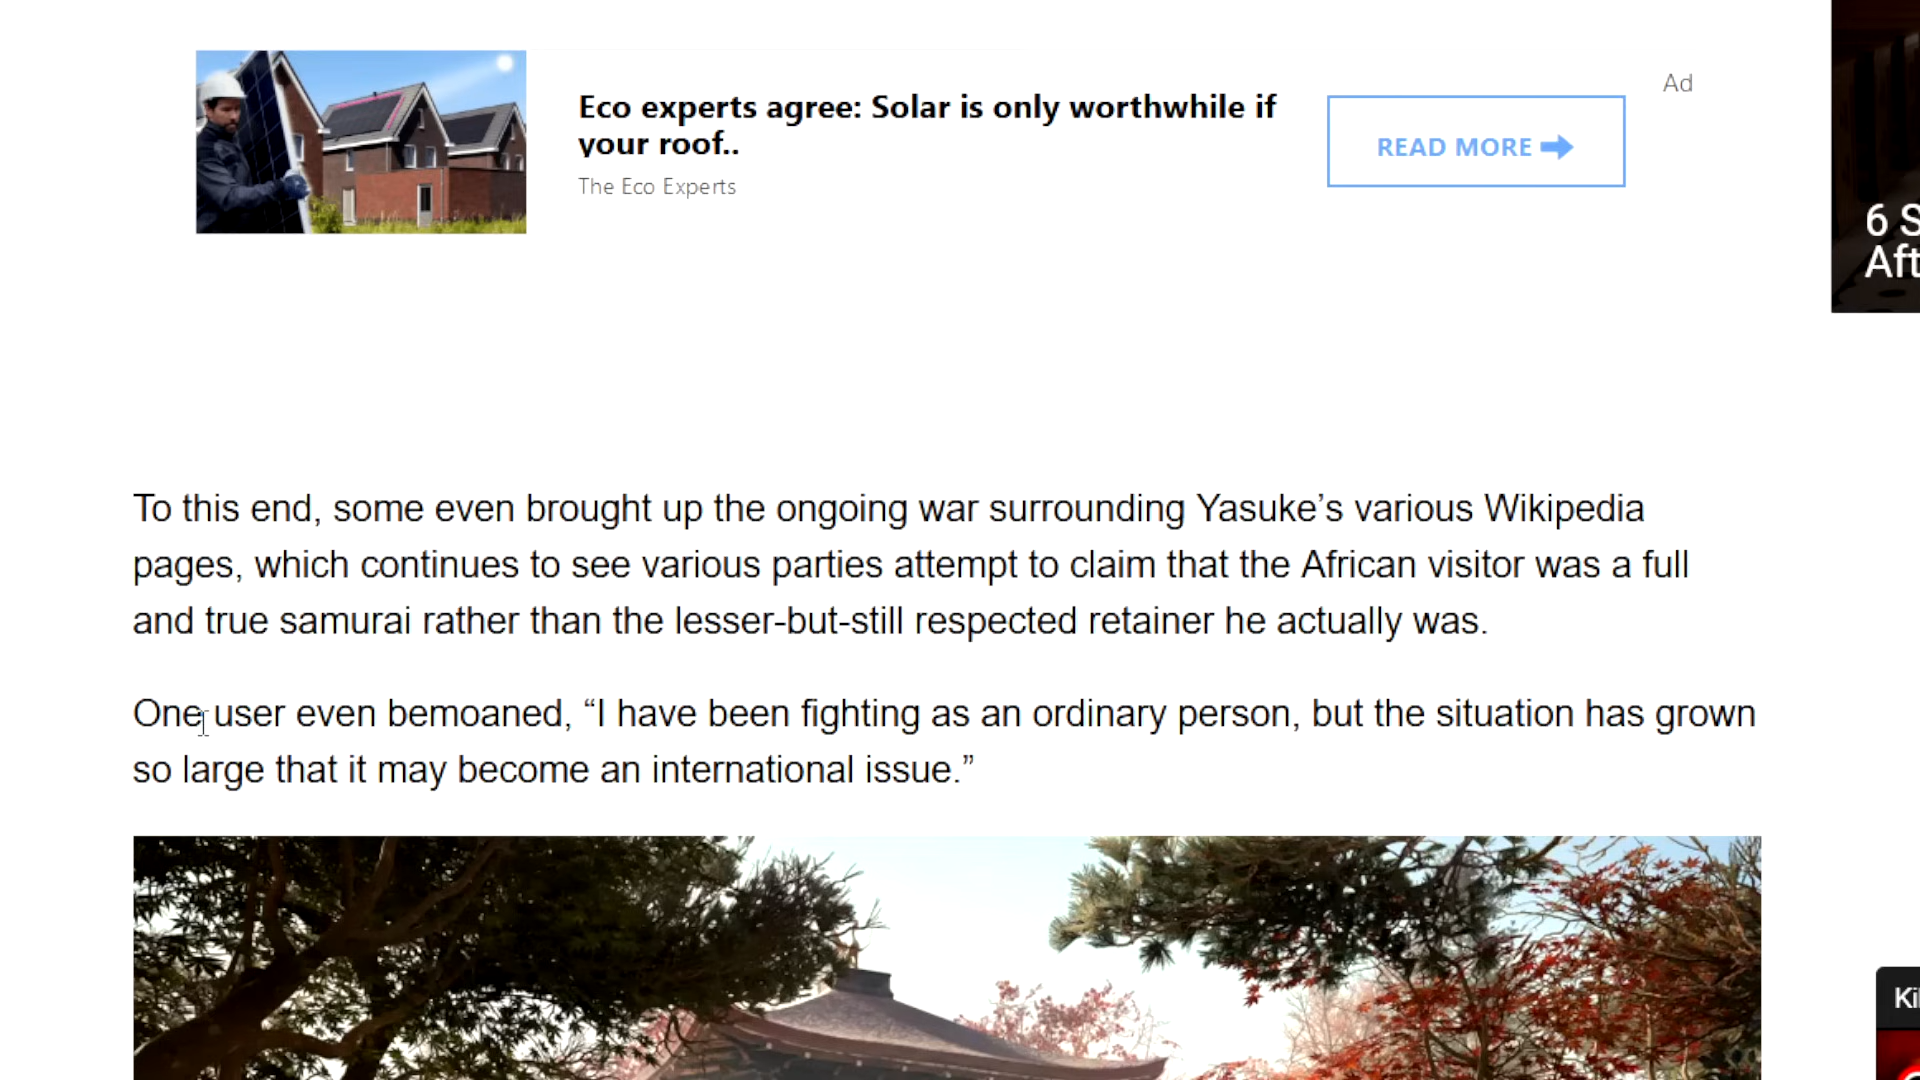 Eco experts agree: Solar is only worthwhile if
your roof..
The Eco Experts
READ MORE
Ad
6 S
Aft
To this end, some even brought up the ongoing war surrounding Yasuke’s various Wikipedia
pages, which continues to see various parties attempt to claim that the African visitor was a full
and true samurai rather than the lesser-but-still respected retainer he actually was.
One user even bemoaned, “I have been fighting as an ordinary person, but the situation has grown
so large that it may become an international issue.”
Ki